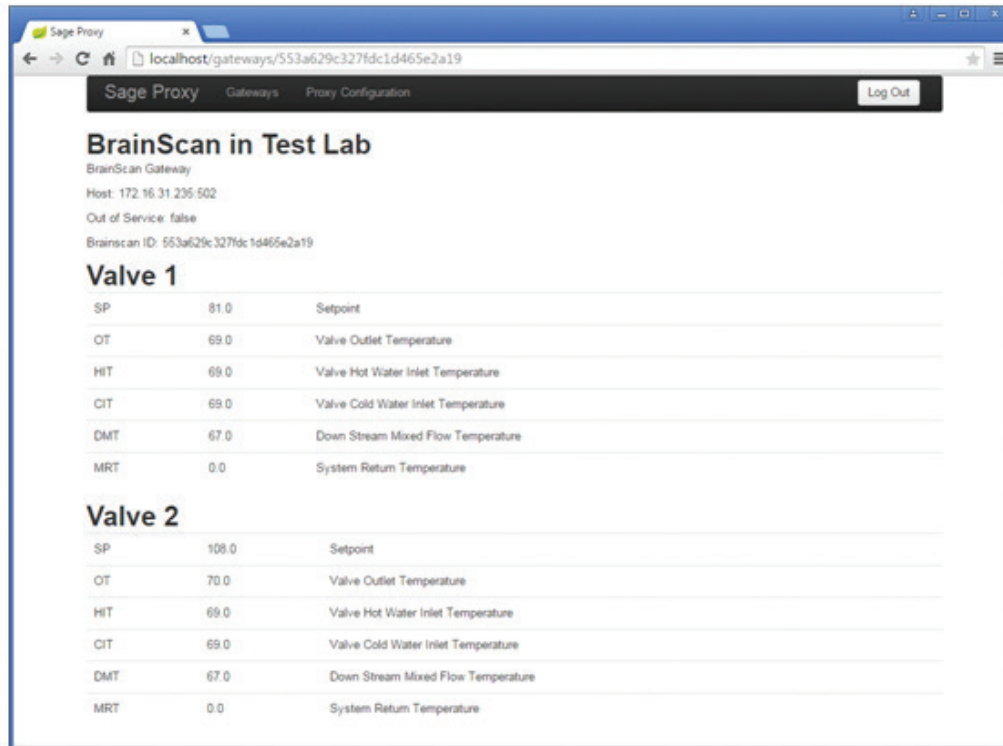 Sage Proxy
localhost/gateways/553a629c327fdc1d465e2a19
Sage Proxy Gateways Proxy Configuration Log Out
BrainScan in Test Lab
BrainScan Gateway
Host: 172.16.31.235:502
Out of Service: false
Brainscan ID: 553a629c327fdc1d465e2a19
Valve 1
SP 81.0 Setpoint
OT 69.0 Valve Outlet Temperature
HIT 69.0 Valve Hot Water Inlet Temperature
CIT 69.0 Valve Cold Water Inlet Temperature
DMT 67.0 Down Stream Mixed Flow Temperature
MRT 0.0 System Return Temperature
Valve 2
SP 108.0 Setpoint
OT 70.0 Valve Outlet Temperature
HIT 69.0 Valve Hot Water Inlet Temperature
CIT 69.0 Valve Cold Water Inlet Temperature
DMT 67.0 Down Stream Mixed Flow Temperature
MRT 0.0 System Return Temperature